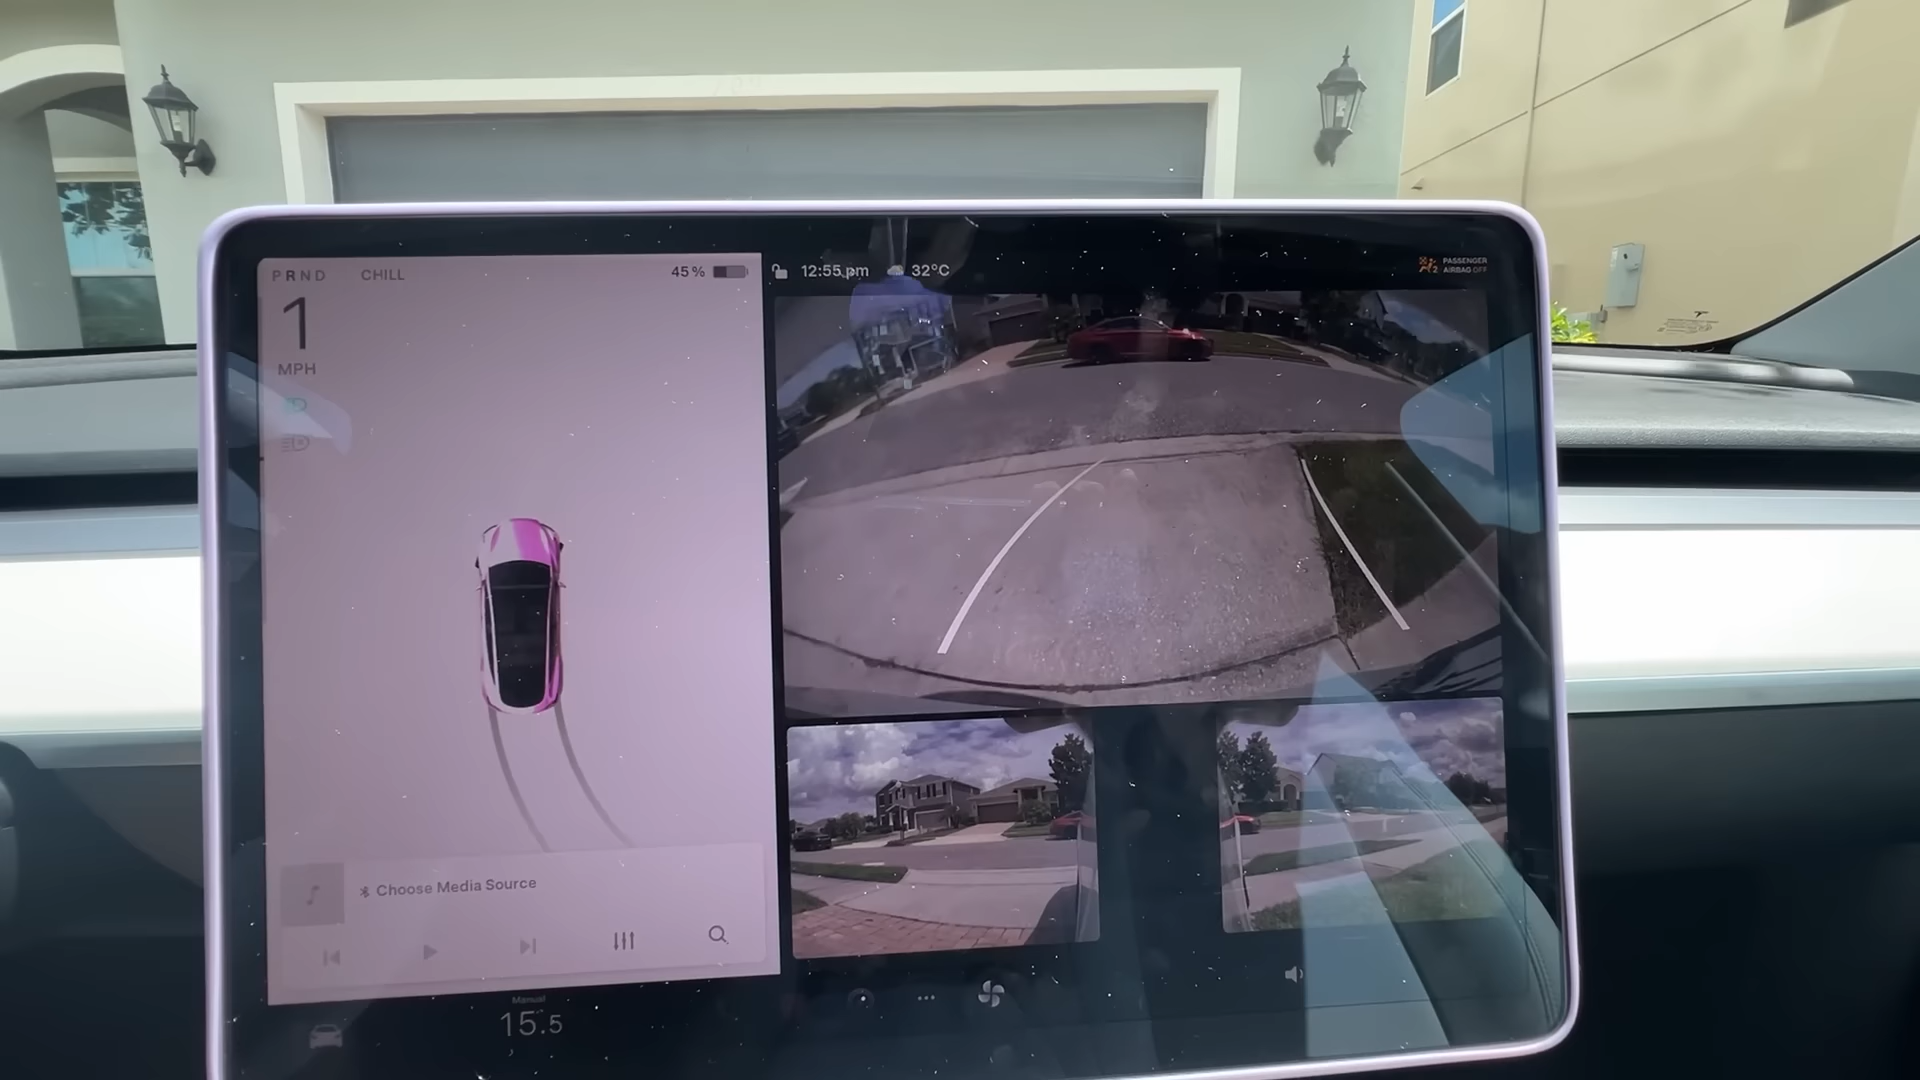 PRND CHILL 45%
12:55 pm 32°C
PASSENGER
AIRBAG OFF
1
MPH
Choose Media Source
Manual
15.5